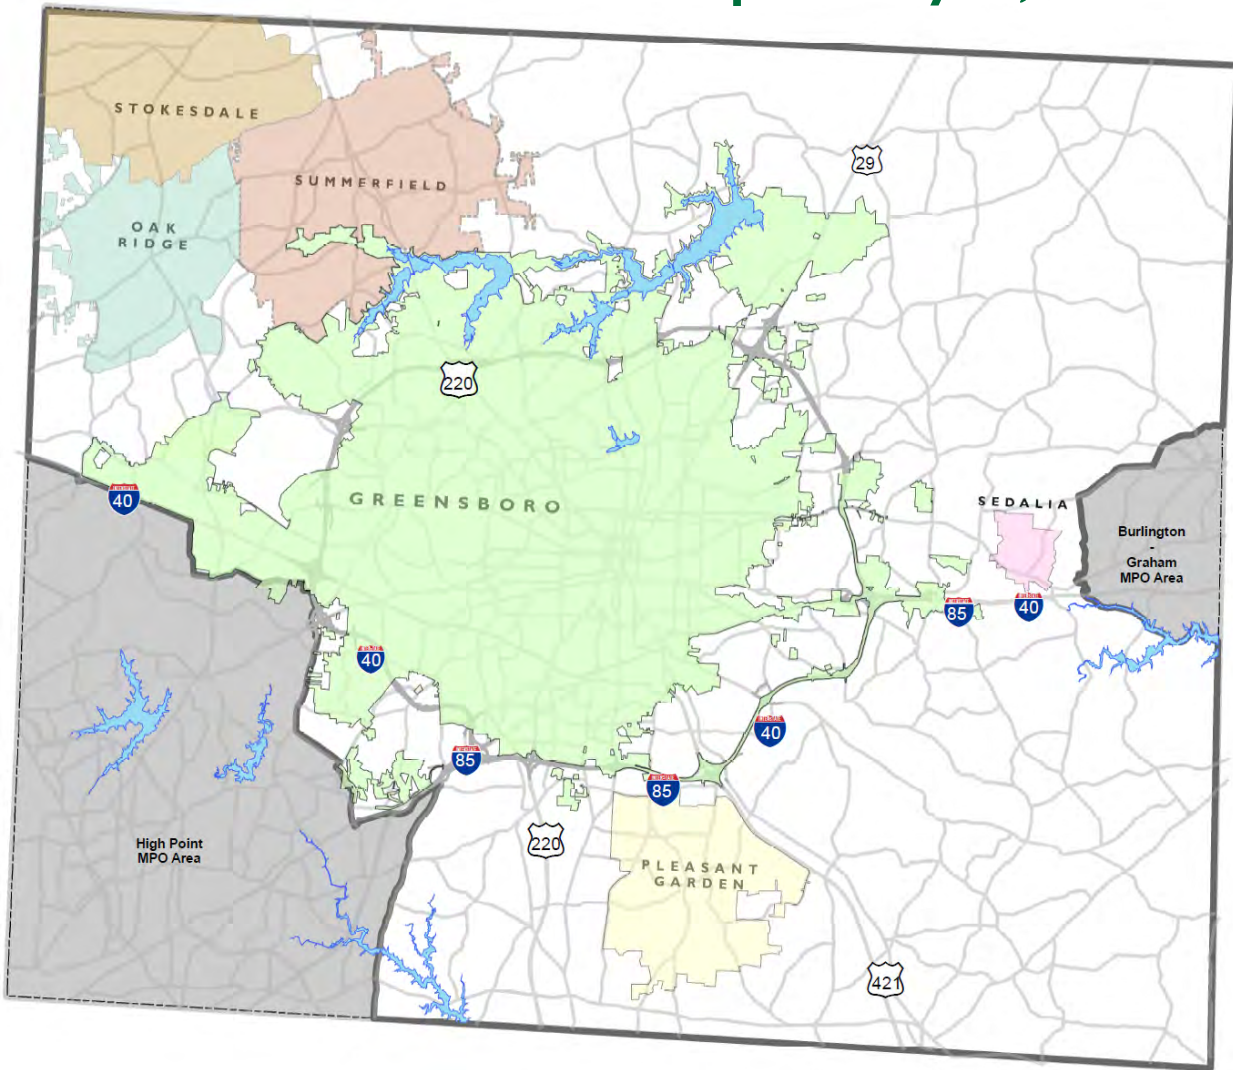 STOKESDALE
29
SUMMERFIELD
OAK
RIDGE
220
GREENSBORO
40
SEDALIA
Burlington
-
Graham
MPO Area
85
40
40
40
85
85
High Point
MPO Area
220
PLEASANT
GARDEN
421